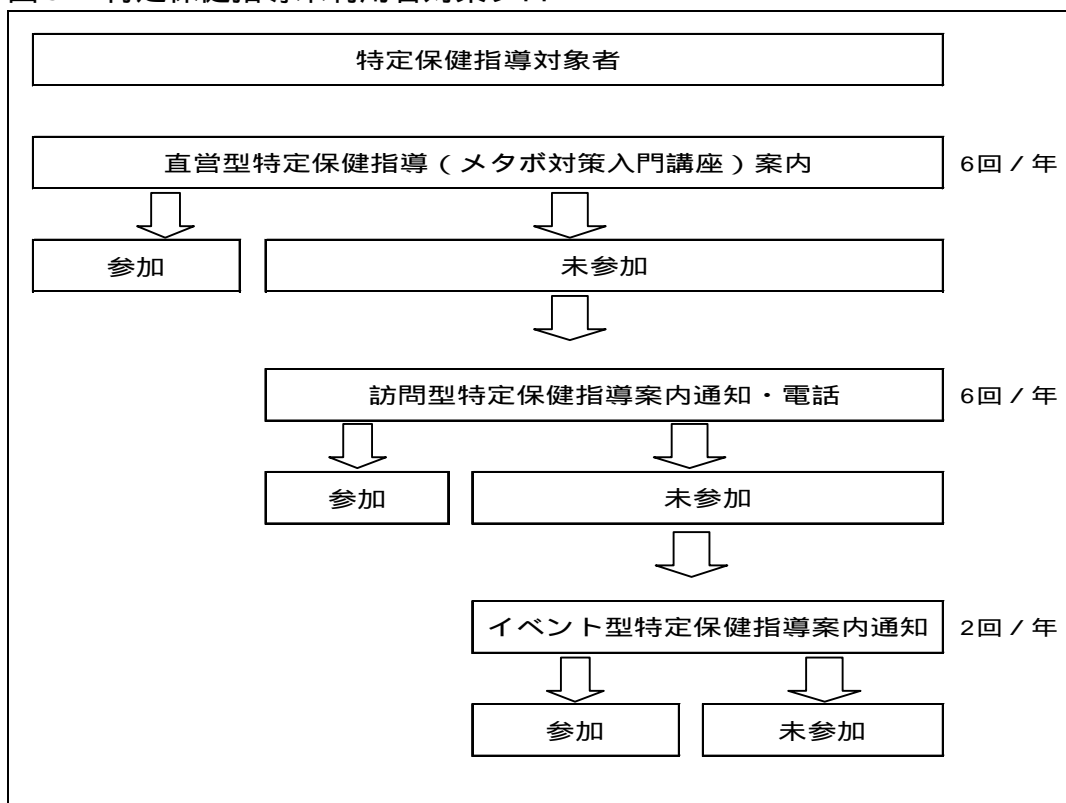 特定保健指導対象者
直営型特定保健指導（メタボ対策入門講座）案内 6回／年
参加 未参加
訪問型特定保健指導案内通知・電話 6回／年
参加 未参加
イベント型特定保健指導案内通知 2回／年
参加 未参加